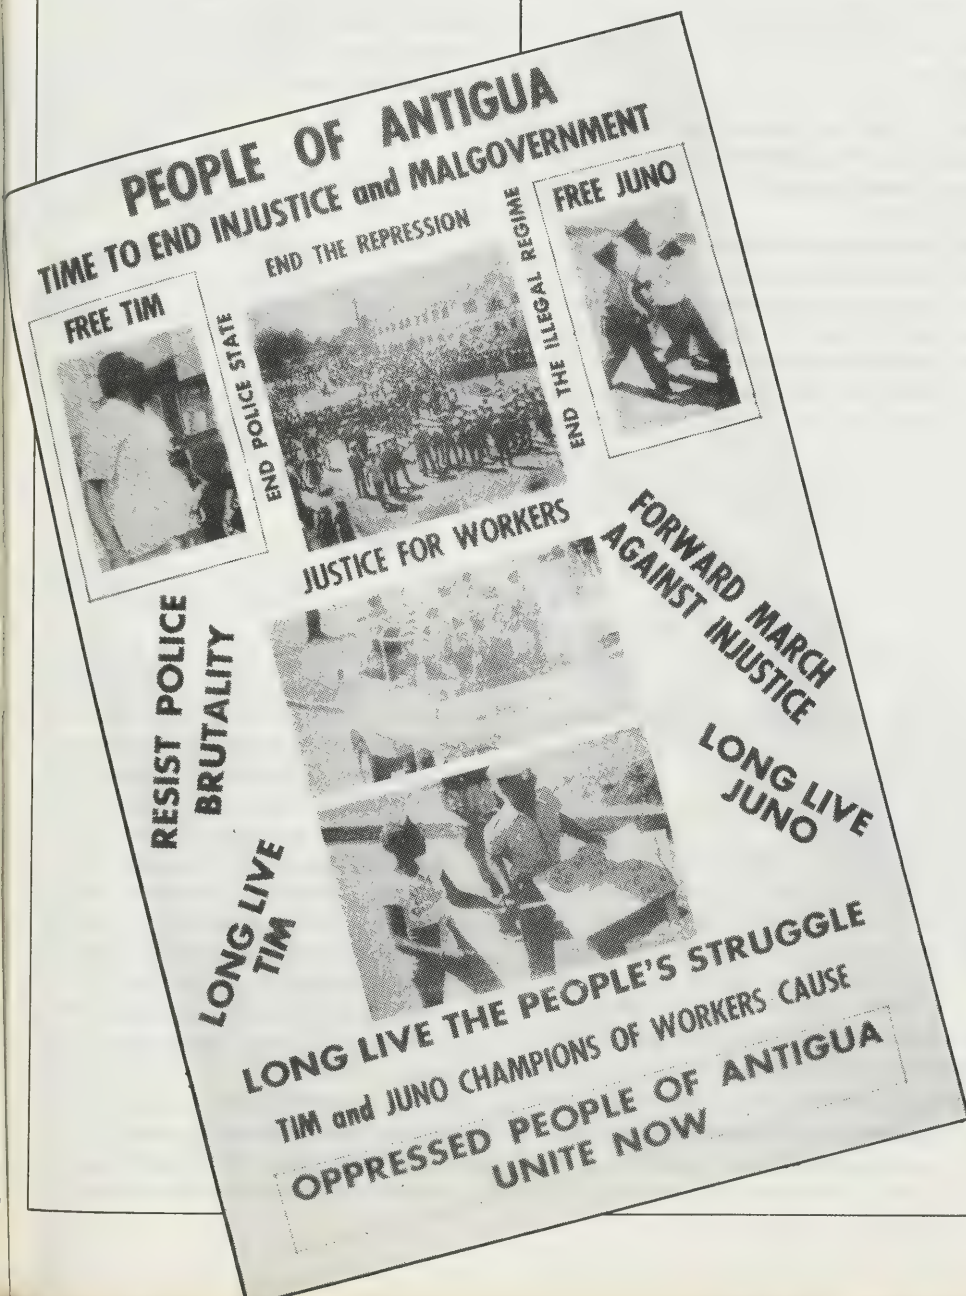 PEOPLE OF ANTIGUA
TIME TO END INJUSTICE and MALGOVERNMENT
END THE REPRESSION
FREE TIM
END POLICE STATE
END THE ILLEGAL REGIME
FREE JUNO
JUSTICE FOR WORKERS
FORWARD MARCH
AGAINST INJUSTICE
RESIST POLICE
BRUTALITY
LONG LIVE
JUNO
LONG LIVE
TIM
LONG LIVE THE PEOPLE'S STRUGGLE
TIM and JUNO CHAMPIONS OF WORKERS CAUSE
OPPRESSED PEOPLE OF ANTIGUA
UNITE NOW